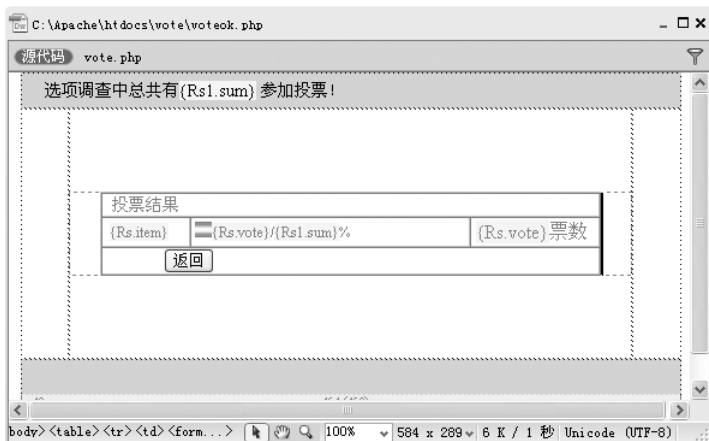 C:\Apache\htdocs\vote\voteok.php
源代码 vote.php
选项调查中总共有{Rs1.sum} 参加投票！
投票结果
{Rs.item} {Rs.vote}/{Rs1.sum}% {Rs.vote}票数
返回
body> <table> <tr> <td> <form...> 100% 584 x 289 6 K / 1 秒 Unicode (UTF-8)